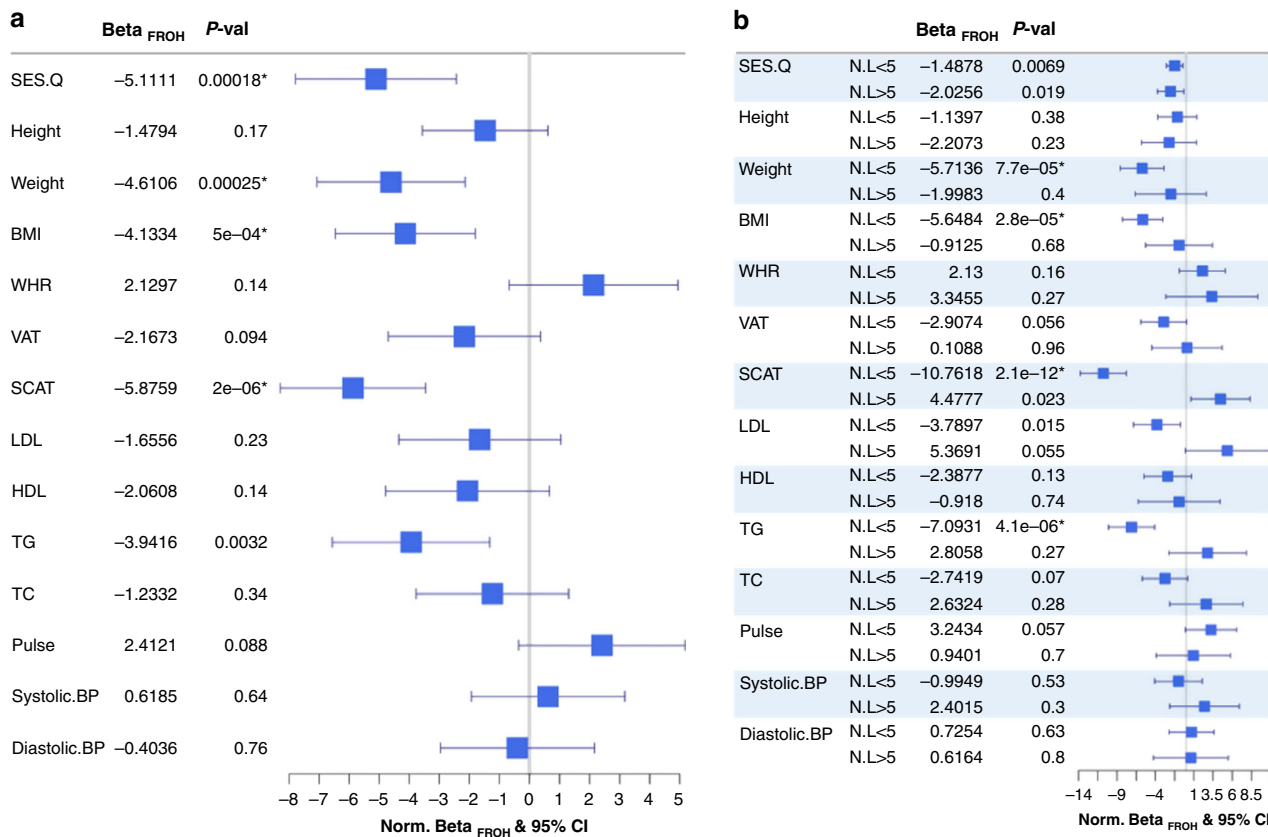 a
Beta FROH P-val
SES.Q −5.1111 0.00018*
Height −1.4794 0.17
Weight −4.6106 0.00025*
BMI −4.1334 5e−04*
WHR 2.1297 0.14
VAT −2.1673 0.094
SCAT −5.8759 2e−06*
LDL −1.6556 0.23
HDL −2.0608 0.14
TG −3.9416 0.0032
TC −1.2332 0.34
Pulse 2.4121 0.088
Systolic.BP 0.6185 0.64
Diastolic.BP −0.4036 0.76
−8 −7 −6 −5 −4 −3 −2 −1 0 1 2 3 4 5
Norm. Beta FROH & 95% CI
b
Beta FROH P-val
SES.Q N.L<5 −1.4878 0.0069
N.L>5 −2.0256 0.019
Height N.L<5 −1.1397 0.38
N.L>5 −2.2073 0.23
Weight N.L<5 −5.7136 7.7e−05*
N.L>5 −1.9983 0.4
BMI N.L<5 −5.6484 2.8e−05*
N.L>5 −0.9125 0.68
WHR N.L<5 2.13 0.16
N.L>5 3.3455 0.27
VAT N.L<5 −2.9074 0.056
N.L>5 0.1088 0.96
SCAT N.L<5 −10.7618 2.1e−12*
N.L>5 4.4777 0.023
LDL N.L<5 −3.7897 0.015
N.L>5 5.3691 0.055
HDL N.L<5 −2.3877 0.13
N.L>5 −0.918 0.74
TG N.L<5 −7.0931 4.1e−06*
N.L>5 2.8058 0.27
TC N.L<5 −2.7419 0.07
N.L>5 2.6324 0.28
Pulse N.L<5 3.2434 0.057
N.L>5 0.9401 0.7
Systolic.BP N.L<5 −0.9949 0.53
N.L>5 2.4015 0.3
Diastolic.BP N.L<5 0.7254 0.63
N.L>5 0.6164 0.8
−14 −9 −4 1 3.5 6 8.5
Norm. Beta FROH & 95% CI